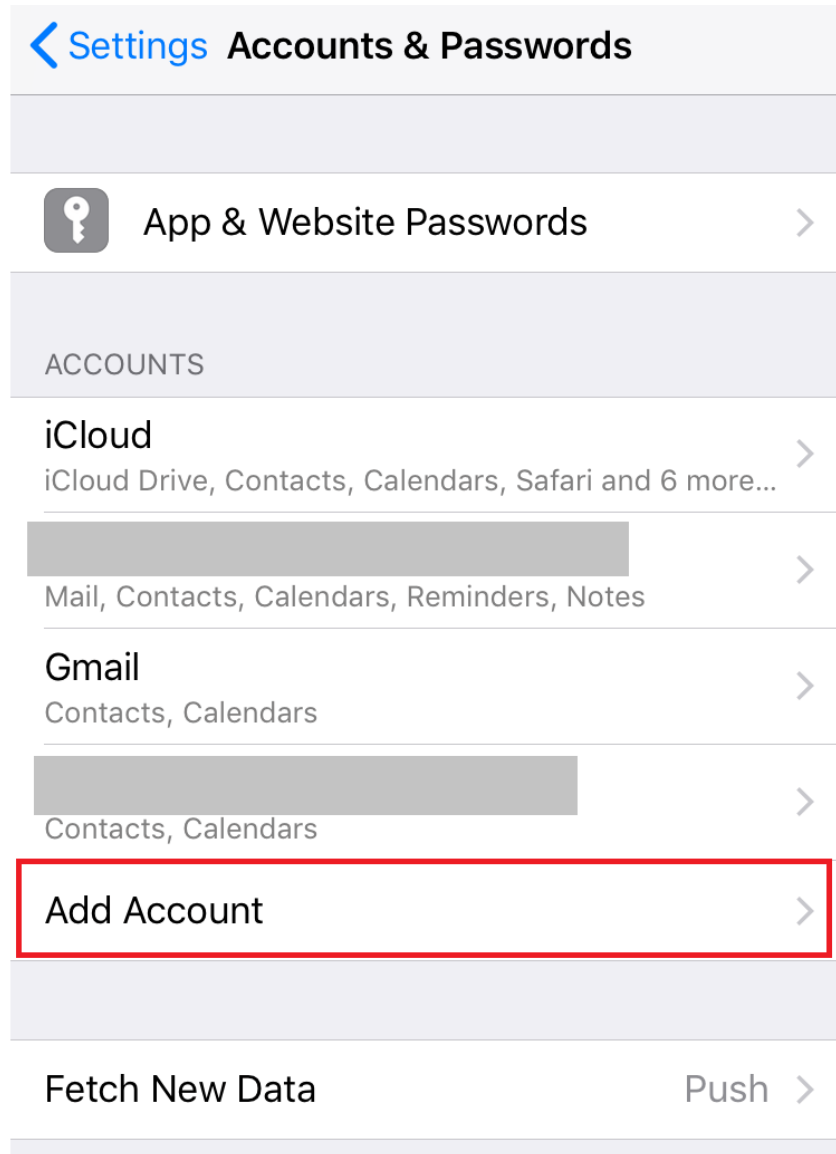 Settings Accounts & Passwords
App & Website Passwords
ACCOUNTS
iCloud
iCloud Drive, Contacts, Calendars, Safari and 6 more...
Mail, Contacts, Calendars, Reminders, Notes
Gmail
Contacts, Calendars
Contacts, Calendars
Add Account
Fetch New Data Push